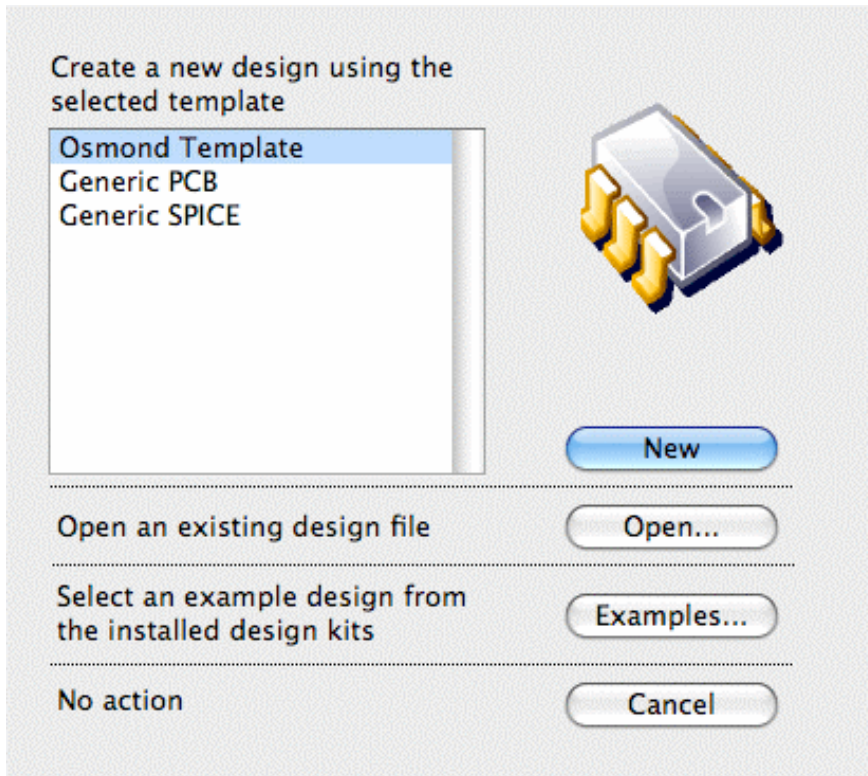 Create a new design using the
selected template
Osmond Template
Generic PCB
Generic SPICE
New
Open an existing design file
Open...
Select an example design from
the installed design kits
Examples...
No action
Cancel